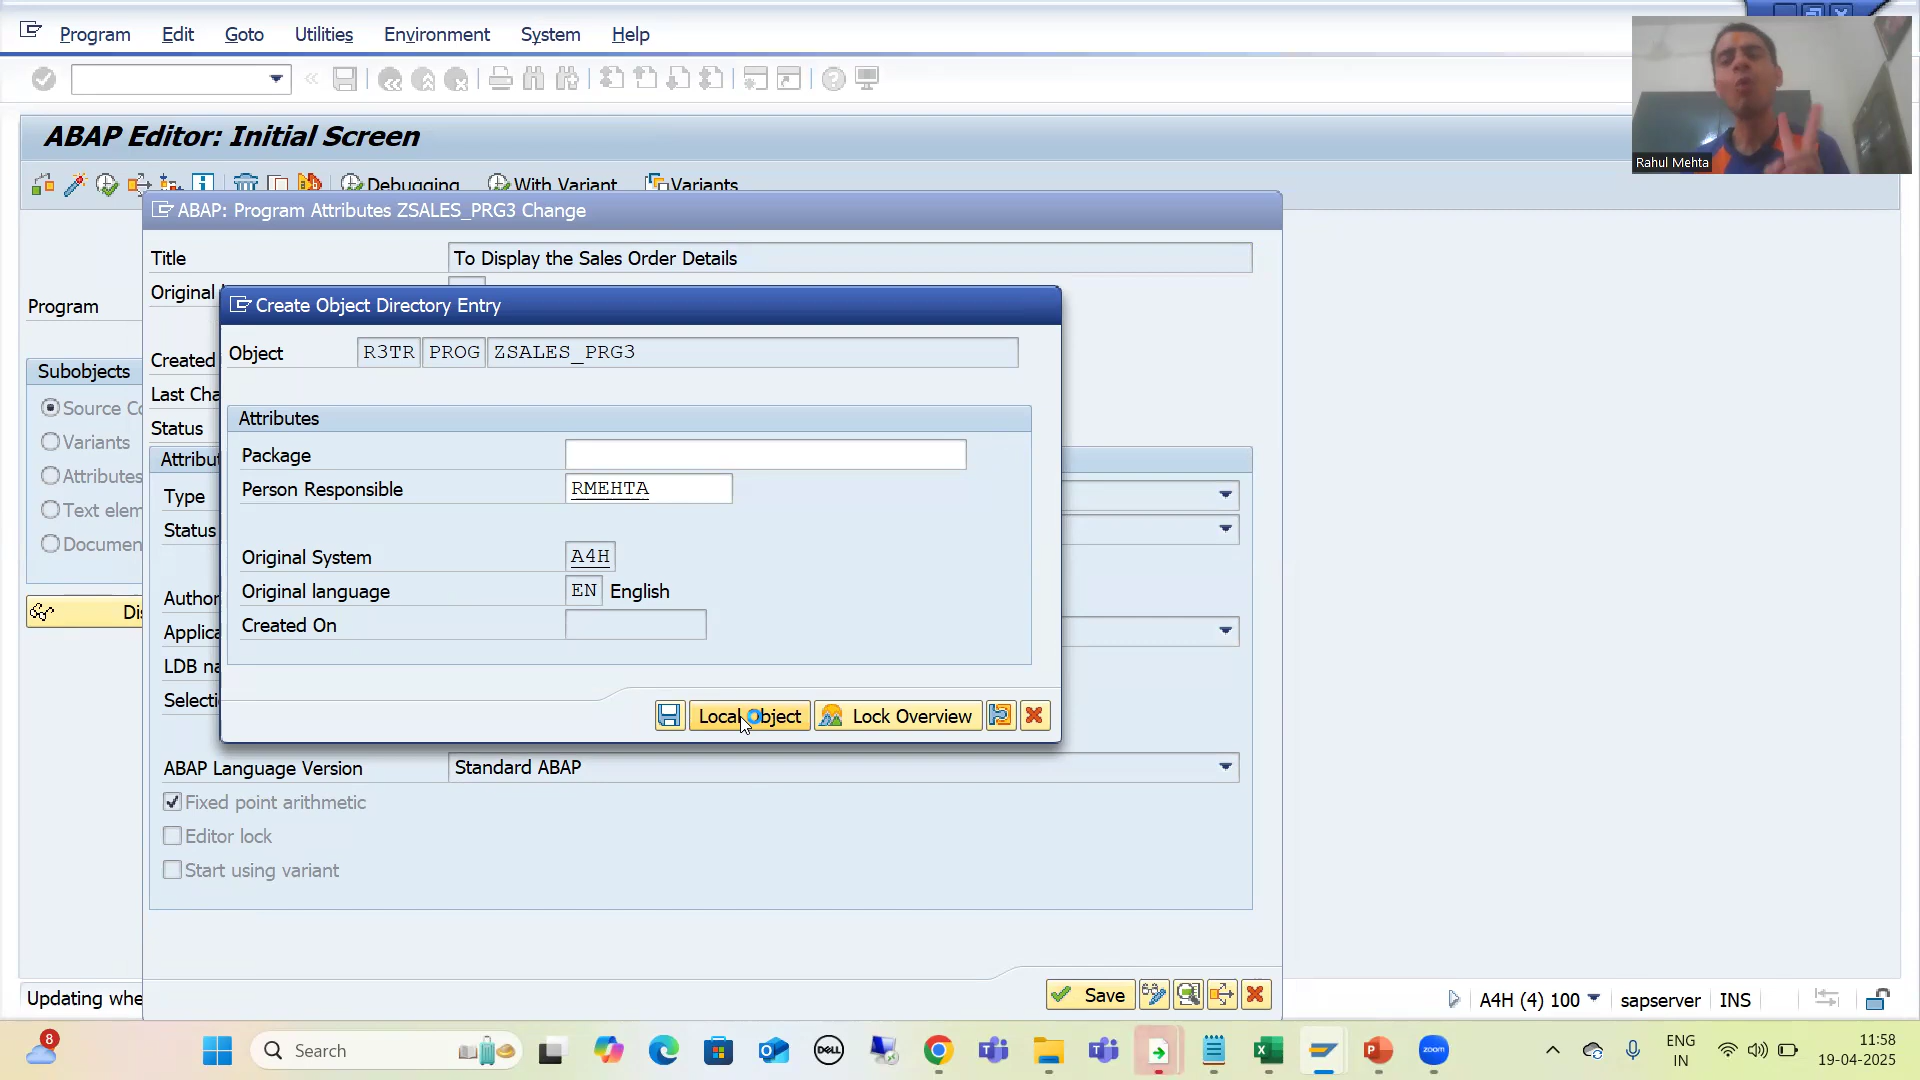 Program Edit Goto Utilities Environment System Help
ABAP Editor: Initial Screen
Rahul Mehta
Debugging With Variant Variants
ABAP: Program Attributes ZSALES_PRG3 Change
Title To Display the Sales Order Details
Original
Create Object Directory Entry
Program
Object R3TR PROG ZSALES_PRG3
Created
Subobjects
Last Cha
Source Co
Attributes
Status
Variants
Package
Attribut
Attributes
Person Responsible RMEHTA
Type
Text elem
Status
Documen
Original System A4H
Original language EN English
Author
Dis
Created On
Applica
LDB na
Selecti
Local Object Lock Overview
ABAP Language Version Standard ABAP
Fixed point arithmetic
Editor lock
Start using variant
Save
Updating whe
A4H (4) 100 sapserver INS
8
Search
DELL
zoom
ENG
IN
11:58
19-04-2025